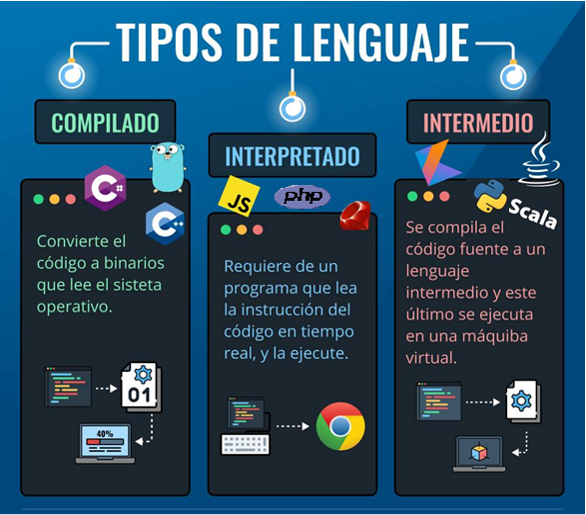 TIPOS DE LENGUAJE
COMPILADO
C#
C++
Convierte el
código a binarios
que lee el sisteta
operativo.
01
40%
INTERPRETADO
JS
php
Requiere de un
programa que lea
la instrucción del
código en tiempo
real, y la ejecute.
INTERMEDIO
Scala
Se compila el
código fuente a un
lenguaje
intermedio y este
último se ejecuta
en una máquiba
virtual.